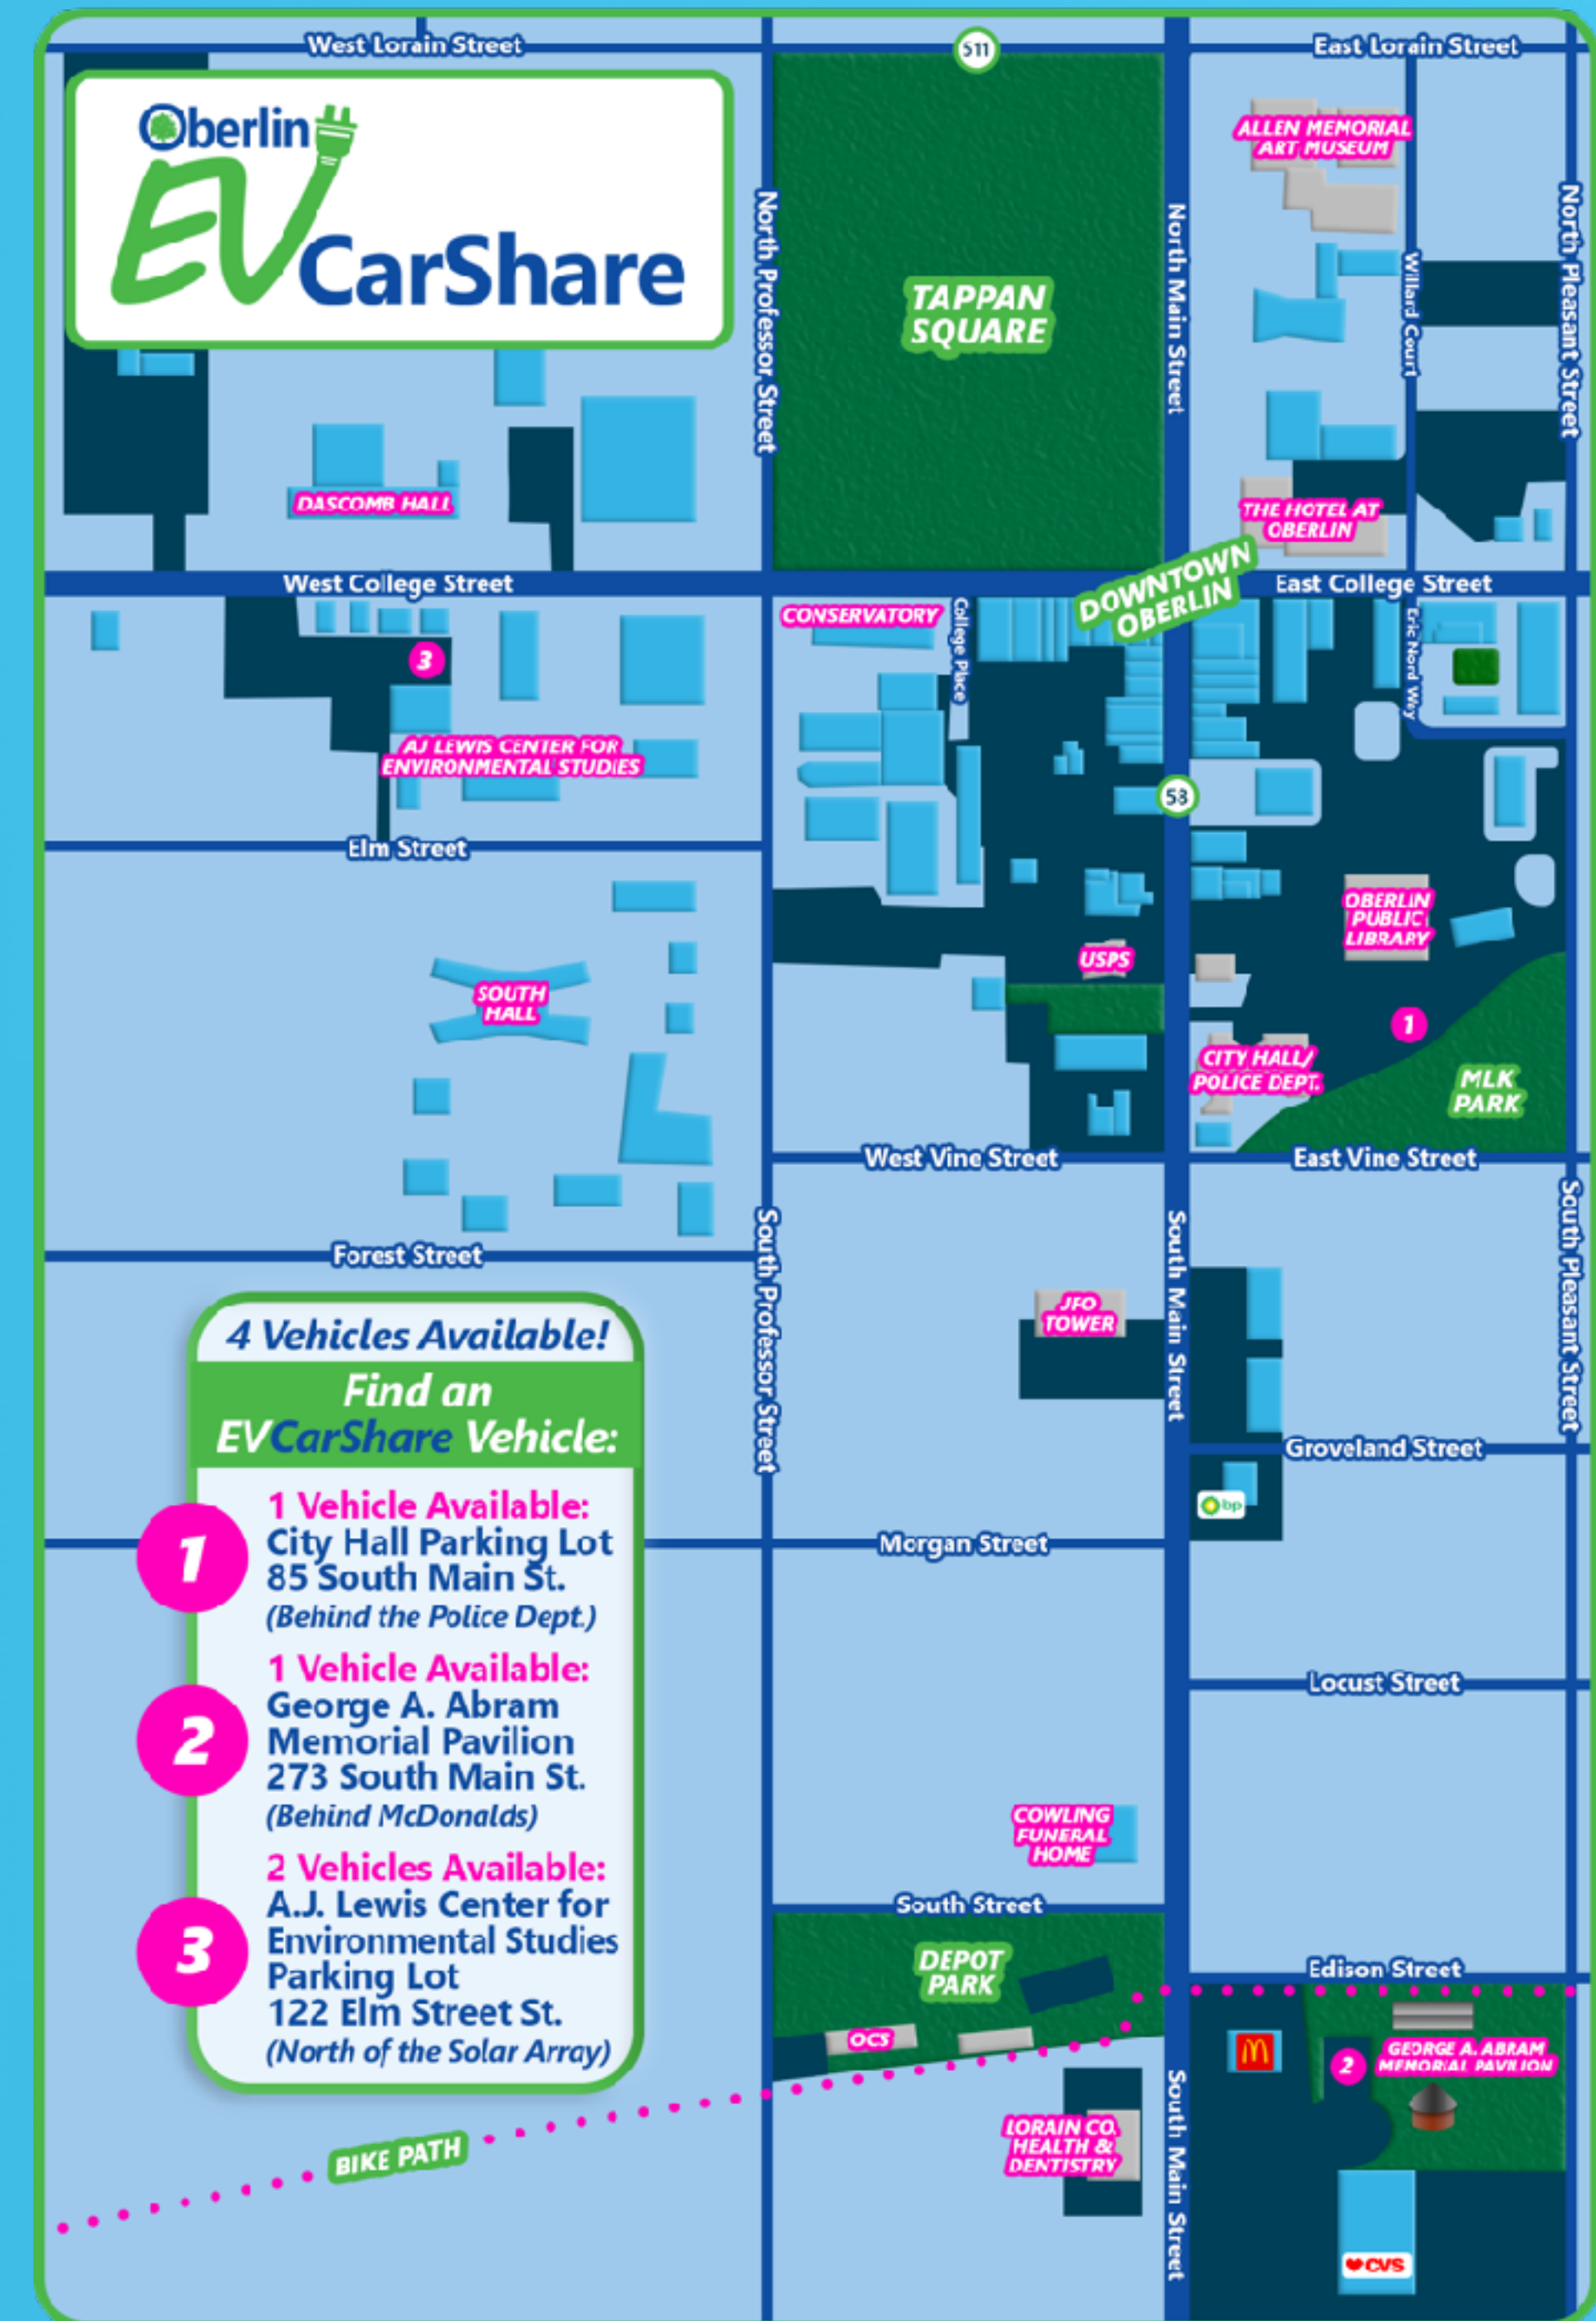 West Lorain Street
511
East Lorain Street
Oberlin
EV
CarShare
ALLEN MEMORIAL
ART MUSEUM
North Professor Street
TAPPAN
SQUARE
North Main Street
Willard Court
North Pleasant Street
DASCOMB HALL
THE HOTEL AT
OBERLIN
West College Street
DOWNTOWN
OBERLIN
East College Street
CONSERVATORY
College Place
Eric Nord Way
3
AJ LEWIS CENTER FOR
ENVIRONMENTAL STUDIES
58
Elm Street
OBERLIN
PUBLIC
LIBRARY
USPS
SOUTH
HALL
1
CITY HALL/
POLICE DEPT.
MLK
PARK
West Vine Street
East Vine Street
South Professor Street
South Main Street
South Pleasant Street
Forest Street
JFO
TOWER
4 Vehicles Available!
Find an
EVCarShare Vehicle:
Groveland Street
bp
1
1 Vehicle Available:
City Hall Parking Lot
85 South Main St.
(Behind the Police Dept.)
Morgan Street
2
1 Vehicle Available:
George A. Abram
Memorial Pavilion
273 South Main St.
(Behind McDonalds)
Locust Street
3
2 Vehicles Available:
A.J. Lewis Center for
Environmental Studies
Parking Lot
122 Elm Street St.
(North of the Solar Array)
COWLING
FUNERAL
HOME
South Street
DEPOT
PARK
Edison Street
OCS
2
GEORGE A. ABRAM
MEMORIAL PAVILION
BIKE PATH
LORAIN CO.
HEALTH &
DENTISTRY
South Main Street
CVS